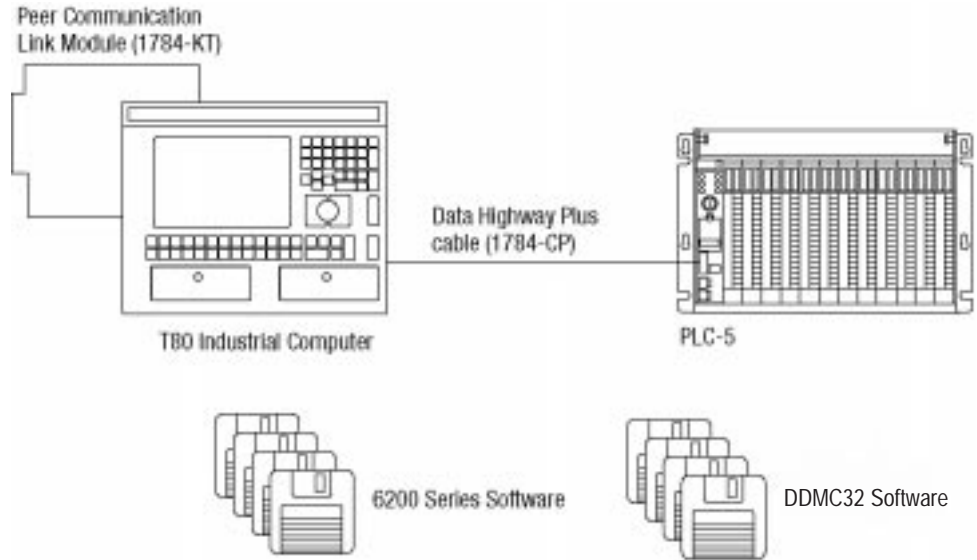 Peer Communication
Link Module (1784-KT)
Data Highway Plus
cable (1784-CP)
T80 Industrial Computer
PLC-5
6200 Series Software
DDMC32 Software